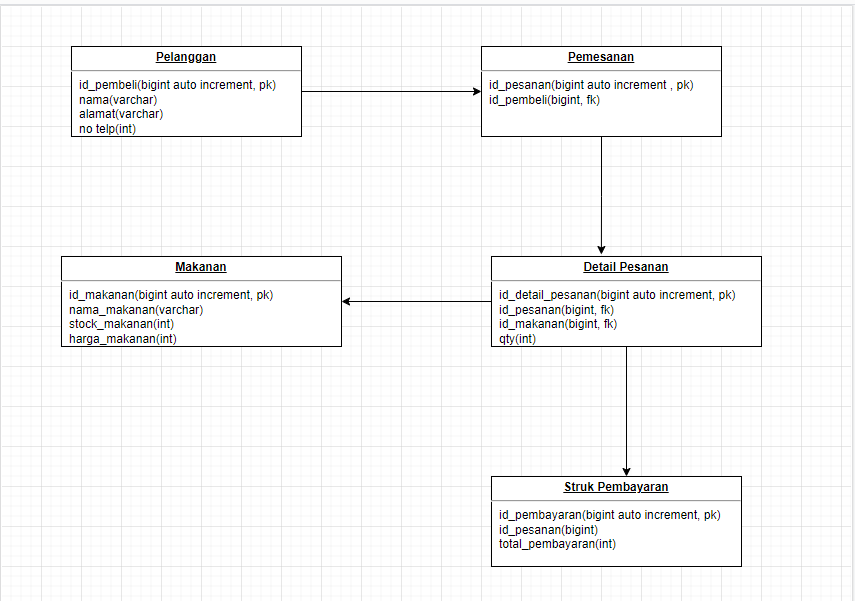 Pelanggan
id_pembeli(bigint auto increment, pk)
nama(varchar)
alamat(varchar)
no telp(int)
Pemesanan
id_pesanan(bigint auto increment , pk)
id_pembeli(bigint, fk)
Makanan
id_makanan(bigint auto increment, pk)
nama_makanan(varchar)
stock_makanan(int)
harga_makanan(int)
Detail Pesanan
id_detail_pesanan(bigint auto increment, pk)
id_pesanan(bigint, fk)
id_makanan(bigint, fk)
qty(int)
Struk Pembayaran
id_pembayaran(bigint auto increment, pk)
id_pesanan(bigint)
total_pembayaran(int)